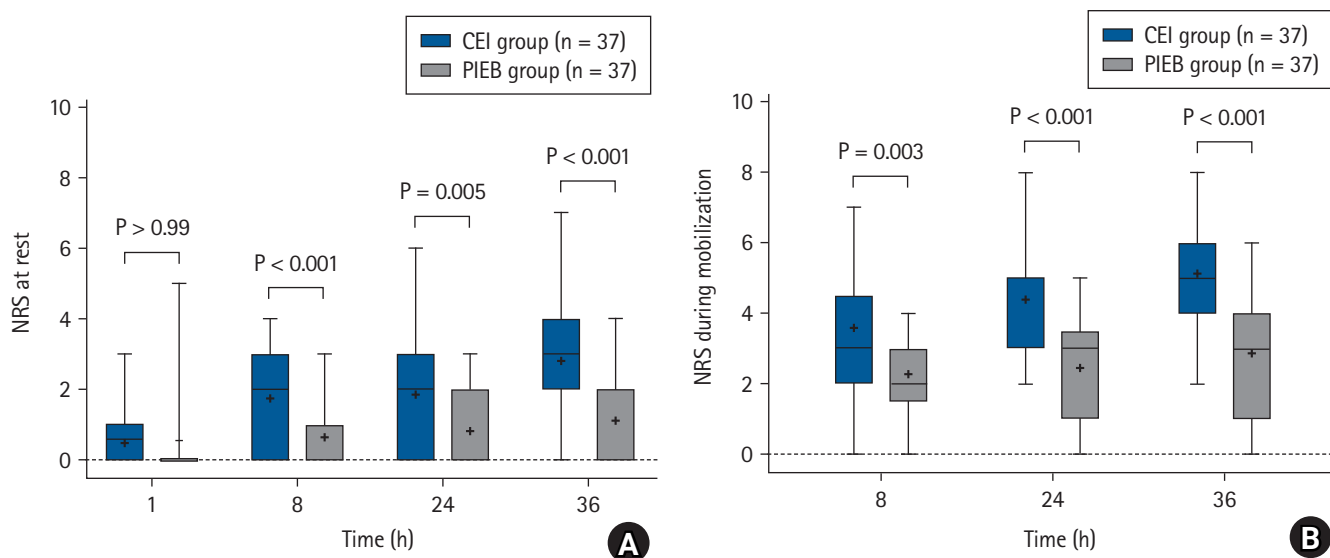 CEI group (n = 37)
PIEB group (n = 37)
NRS at rest
10
8
6
4
2
0
P > 0.99
P < 0.001
P = 0.005
P < 0.001
1
8
24
36
Time (h)
A
CEI group (n = 37)
PIEB group (n = 37)
NRS during mobilization
10
8
6
4
2
0
P = 0.003
P < 0.001
P < 0.001
8
24
36
Time (h)
B